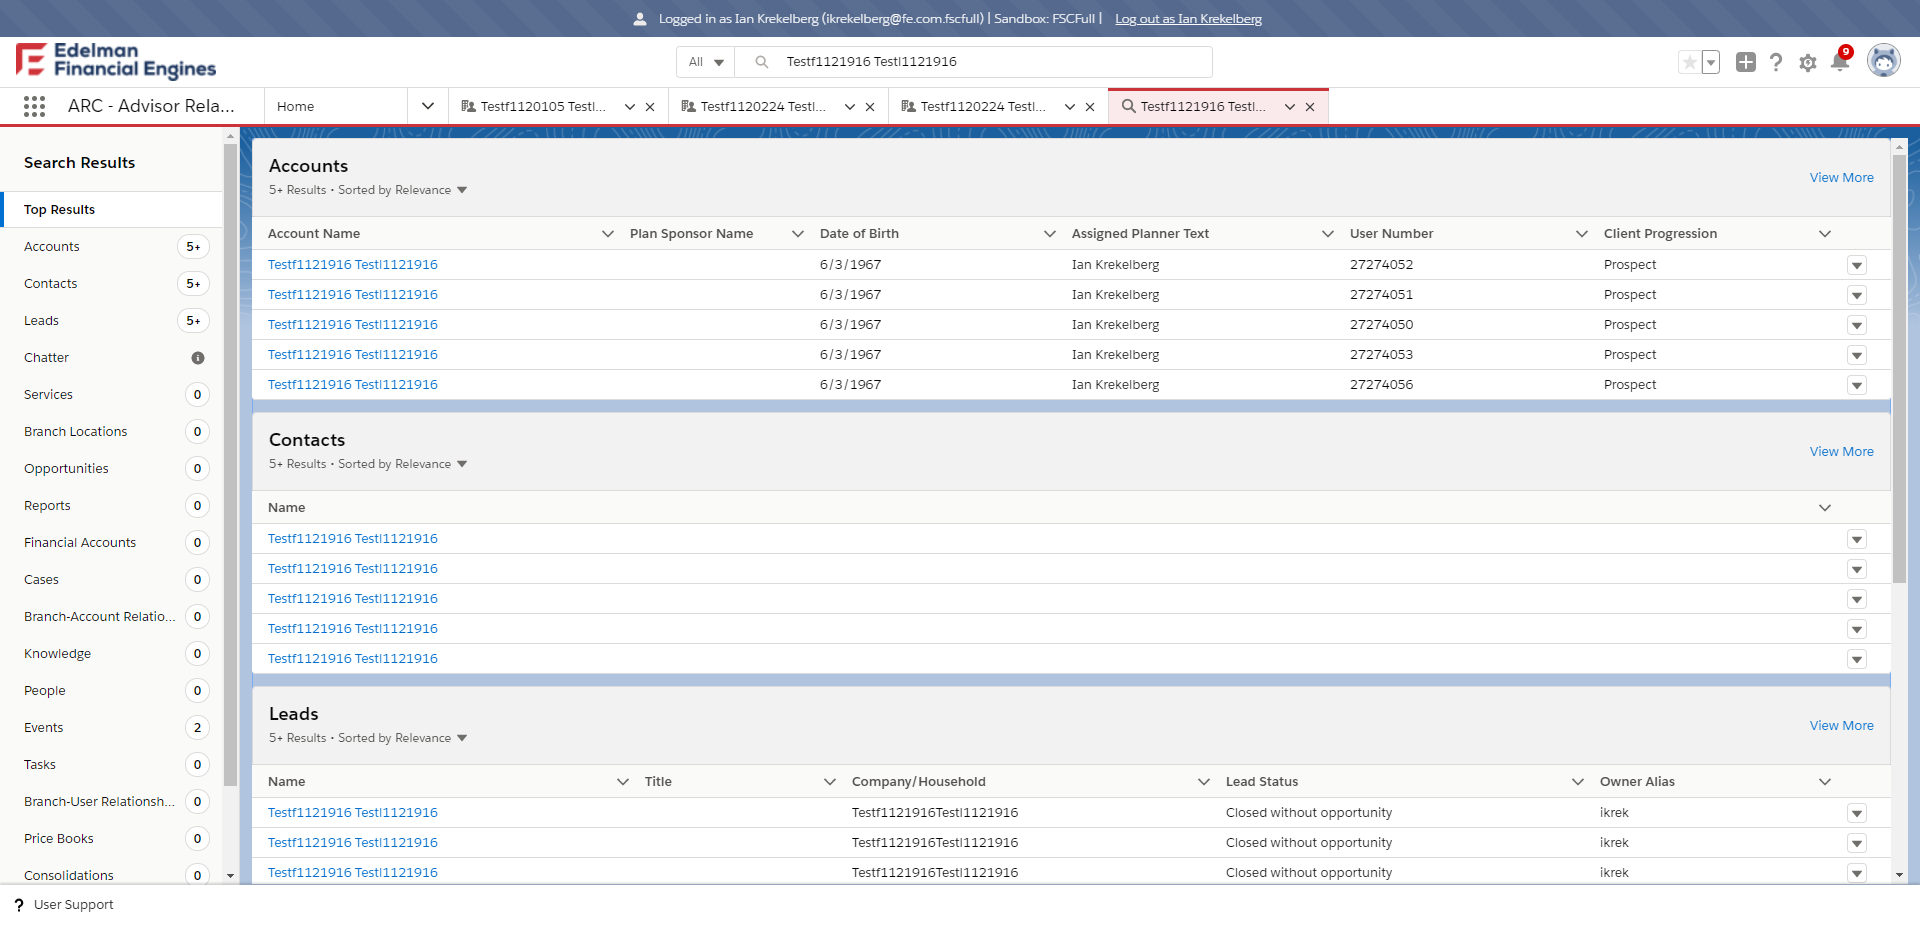 Logged in as Ian Krekelberg (ikrekelberg@fe.com.fscfull) | Sandbox: FSCFull | Log out as Ian Krekelberg
Edelman
Financial Engines
All
Testf1121916 Testl1121916
9
ARC - Advisor Rela...
Home
Testf1120105 Testl...
Testf1120224 Testl...
Testf1120224 Testl...
Testf1121916 Testl...
Search Results
Top Results
Accounts 5+
Contacts 5+
Leads 5+
Chatter
Services 0
Branch Locations 0
Opportunities 0
Reports 0
Financial Accounts 0
Cases 0
Branch-Account Relatio... 0
Knowledge 0
People 0
Events 2
Tasks 0
Branch-User Relationsh... 0
Price Books 0
Consolidations 0
Accounts
5+ Results • Sorted by Relevance
View More
Account Name Plan Sponsor Name Date of Birth Assigned Planner Text User Number Client Progression
Testf1121916 Testl1121916 6/3/1967 Ian Krekelberg 27274052 Prospect
Testf1121916 Testl1121916 6/3/1967 Ian Krekelberg 27274051 Prospect
Testf1121916 Testl1121916 6/3/1967 Ian Krekelberg 27274050 Prospect
Testf1121916 Testl1121916 6/3/1967 Ian Krekelberg 27274053 Prospect
Testf1121916 Testl1121916 6/3/1967 Ian Krekelberg 27274056 Prospect
Contacts
5+ Results • Sorted by Relevance
View More
Name
Testf1121916 Testl1121916
Testf1121916 Testl1121916
Testf1121916 Testl1121916
Testf1121916 Testl1121916
Testf1121916 Testl1121916
Leads
5+ Results • Sorted by Relevance
View More
Name Title Company/Household Lead Status Owner Alias
Testf1121916 Testl1121916 Testf1121916Testl1121916 Closed without opportunity ikrek
Testf1121916 Testl1121916 Testf1121916Testl1121916 Closed without opportunity ikrek
Testf1121916 Testl1121916 Testf1121916Testl1121916 Closed without opportunity ikrek
? User Support